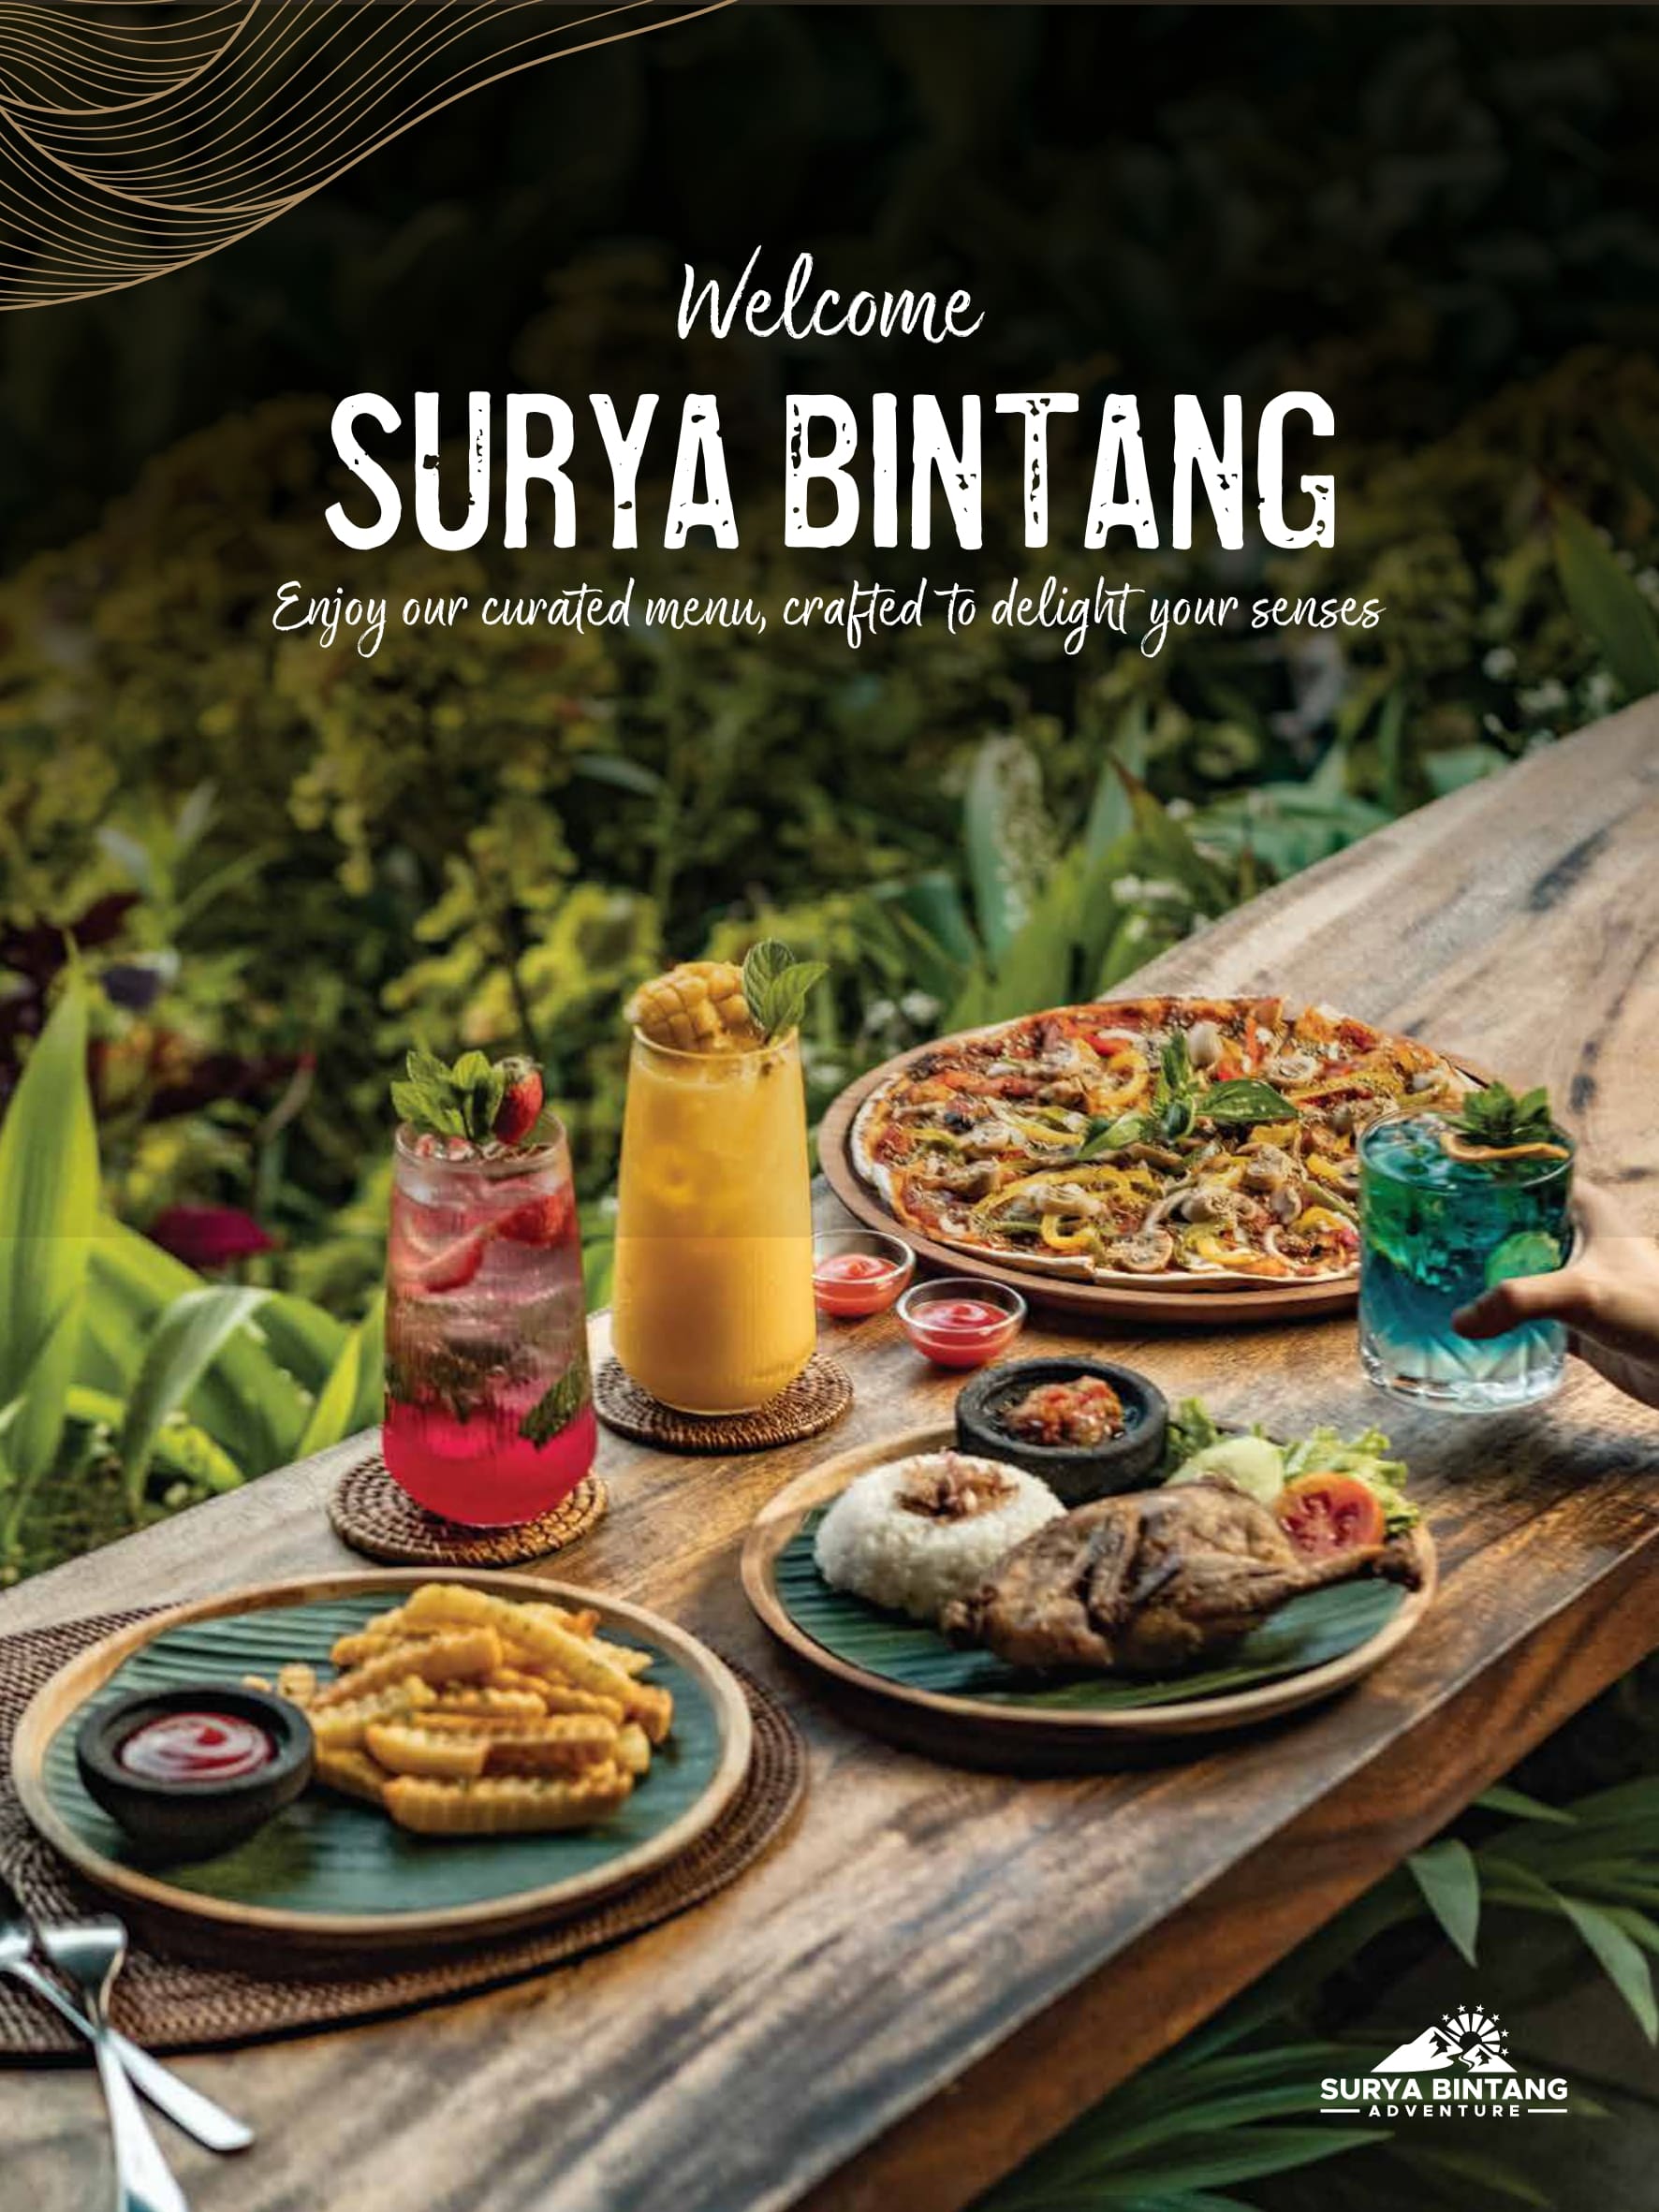 Welcome
SURYA BINTANG
Enjoy our curated menu, crafted to delight your senses
SURYA BINTANG
ADVENTURE